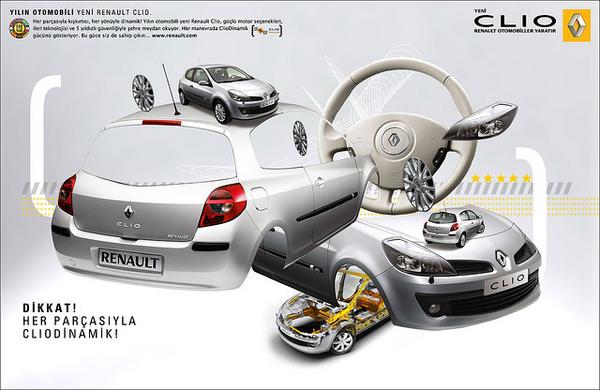 YILIN OTOMOBİLİ YENİ RENAULT CLIO.
Her parçasıyla kışkırtıcı, her yönüyle dinamik! Yılın otomobili yeni Renault Clio, güçlü motor seçenekleri,
ileri teknolojisi ve 5 yıldızlı güvenliğiyle şehre meydan okuyor. Her manevrada ClioDinamik
gücünü gösteriyor. Bu güce siz de sahip çıkın... www.renault.com
YENİ
CLIO
RENAULT OTOMOBİLLER YARATIR
CLIO
RENAULT
RENAULT
CLIO
DİKKAT!
HER PARÇASIYLA
CLIODİNAMİK!